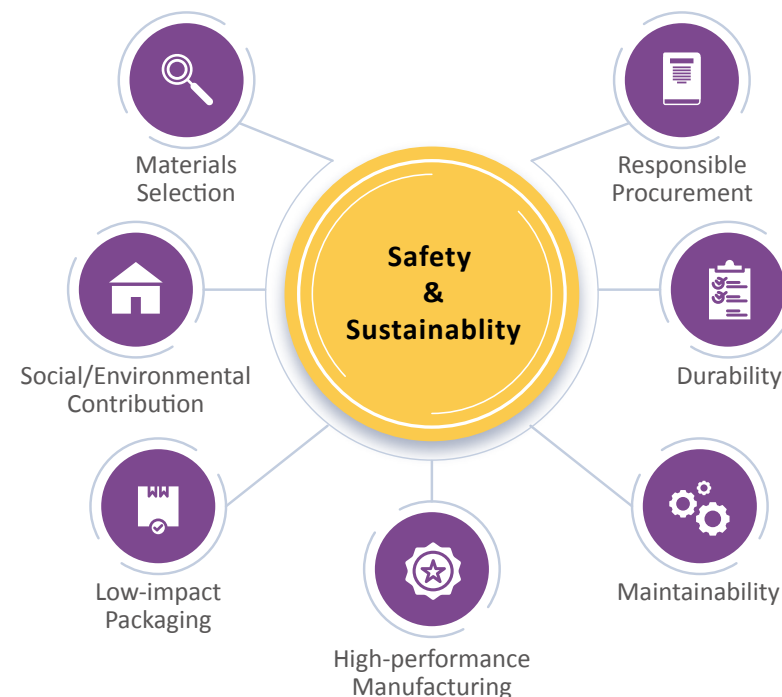 Materials
Selection
Responsible
Procurement
Safety
&
Sustainablity
Social/Environmental
Contribution
Durability
Low-impact
Packaging
Maintainability
High-performance
Manufacturing